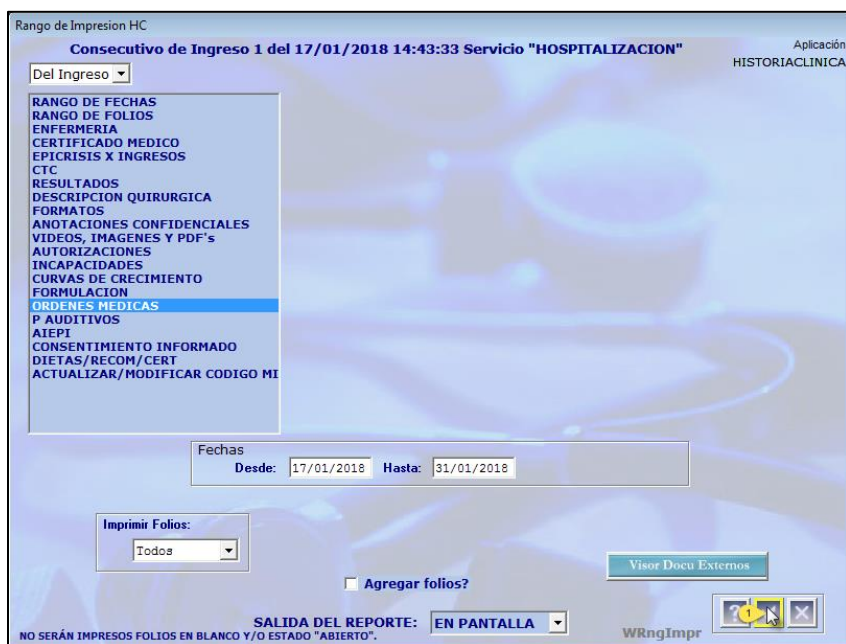 Rango de Impresion HC
Consecutivo de Ingreso 1 del 17/01/2018 14:43:33 Servicio "HOSPITALIZACION"
Aplicación
HISTORIACLINICA
Del Ingreso
RANGO DE FECHAS
RANGO DE FOLIOS
ENFERMERIA
CERTIFICADO MEDICO
EPICRISIS X INGRESOS
CTC
RESULTADOS
DESCRIPCION QUIRURGICA
FORMATOS
ANOTACIONES CONFIDENCIALES
VIDEOS, IMAGENES Y PDF's
AUTORIZACIONES
INCAPACIDADES
CURVAS DE CRECIMIENTO
FORMULACION
ORDENES MEDICAS
P AUDITIVOS
AIEPI
CONSENTIMIENTO INFORMADO
DIETAS/RECOM/CERT
ACTUALIZAR/MODIFICAR CODIGO MI
Fechas
Desde: 17/01/2018 Hasta: 31/01/2018
Imprimir Folios:
Todos
Visor Docu Externos
Agregar folios?
? 1 X
SALIDA DEL REPORTE: EN PANTALLA
WRngImpr
NO SERÁN IMPRESOS FOLIOS EN BLANCO Y/O ESTADO "ABIERTO".